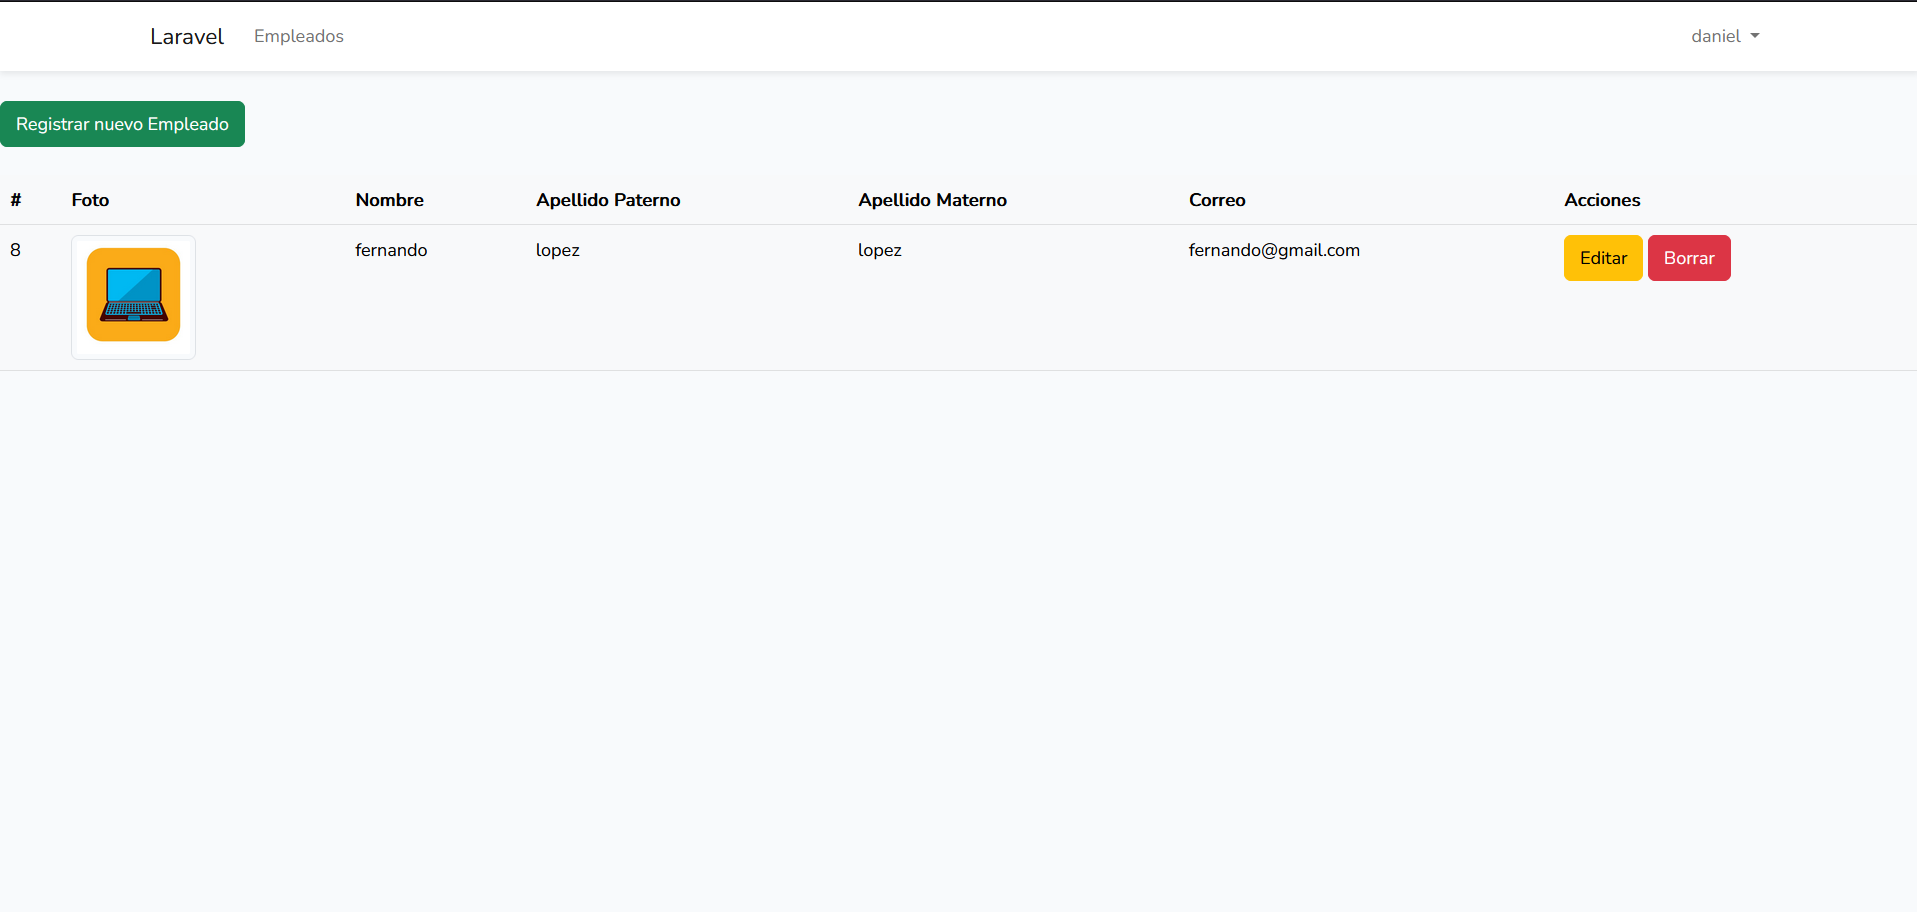 Laravel Empleados daniel
Registrar nuevo Empleado
# Foto Nombre Apellido Paterno Apellido Materno Correo Acciones
8 fernando lopez lopez fernando@gmail.com Editar Borrar